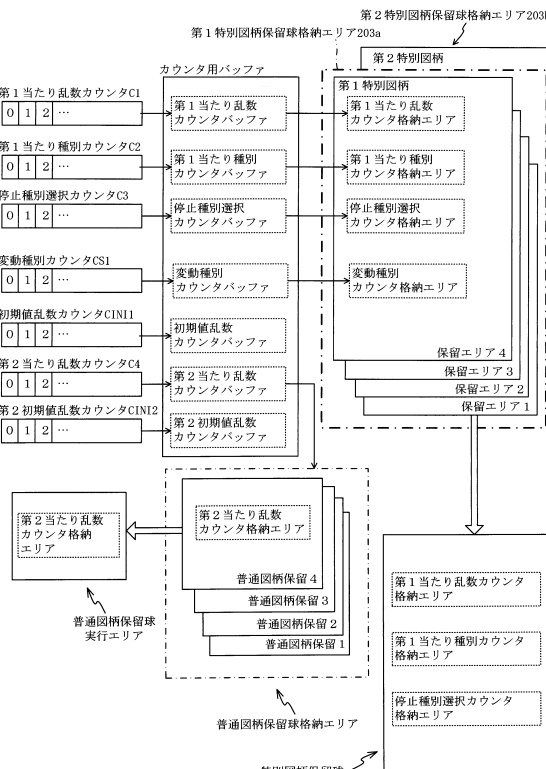 第2特別図柄保留球格納エリア203b
第1特別図柄保留球格納エリア203a
第2特別図柄
カウンタ用バッファ
第1特別図柄
第1当たり乱数カウンタC1
0 1 2 …
第1当たり乱数
カウンタバッファ
第1当たり乱数
カウンタ格納エリア
第1当たり種別カウンタC2
0 1 2 …
第1当たり種別
カウンタバッファ
第1当たり種別
カウンタ格納エリア
停止種別選択カウンタC3
0 1 2 …
停止種別選択
カウンタバッファ
停止種別選択
カウンタ格納エリア
変動種別カウンタCS1
0 1 2 …
変動種別
カウンタバッファ
変動種別
カウンタ格納エリア
初期値乱数カウンタCINI1
0 1 2 …
初期値乱数
カウンタバッファ
第2当たり乱数カウンタC4
0 1 2 …
第2当たり乱数
カウンタバッファ
第2初期値乱数カウンタCINI2
0 1 2 …
第2初期値乱数
カウンタバッファ
保留エリア4
保留エリア3
保留エリア2
保留エリア1
第2当たり乱数
カウンタ格納
エリア
第2当たり乱数
カウンタ格納エリア
普通図柄保留4
普通図柄保留3
普通図柄保留2
普通図柄保留1
普通図柄保留球
実行エリア
普通図柄保留球格納エリア
第1当たり乱数カウンタ
格納エリア
第1当たり種別カウンタ
格納エリア
停止種別選択カウンタ
格納エリア
特別図柄保留球